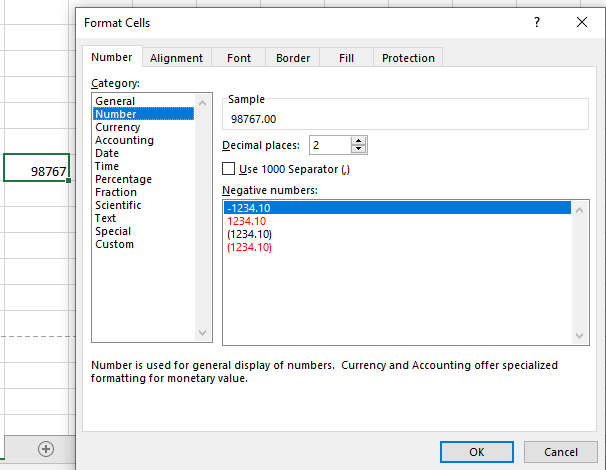 Format Cells
?
Number Alignment Font Border Fill Protection
Category:
General
Number
Currency
Accounting
Date
Time
Percentage
Fraction
Scientific
Text
Special
Custom
Sample
98767.00
Decimal places: 2
Use 1000 Separator (,)
Negative numbers:
-1234.10
1234.10
(1234.10)
(1234.10)
98767
Number is used for general display of numbers.  Currency and Accounting offer specialized
formatting for monetary value.
OK Cancel